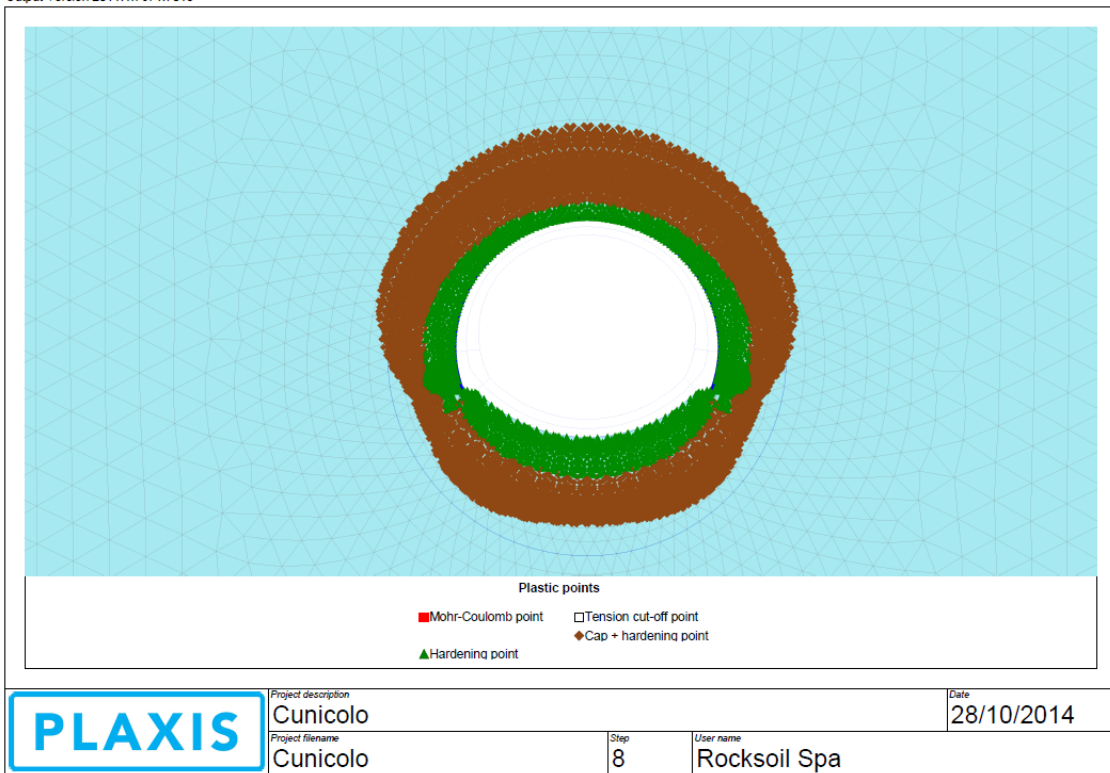 Plastic points
Mohr-Coulomb point
Tension cut-off point
Cap + hardening point
Hardening point
PLAXIS
Project description
Cunicolo
Date
28/10/2014
Project filename
Cunicolo
Step
8
User name
Rocksoil Spa